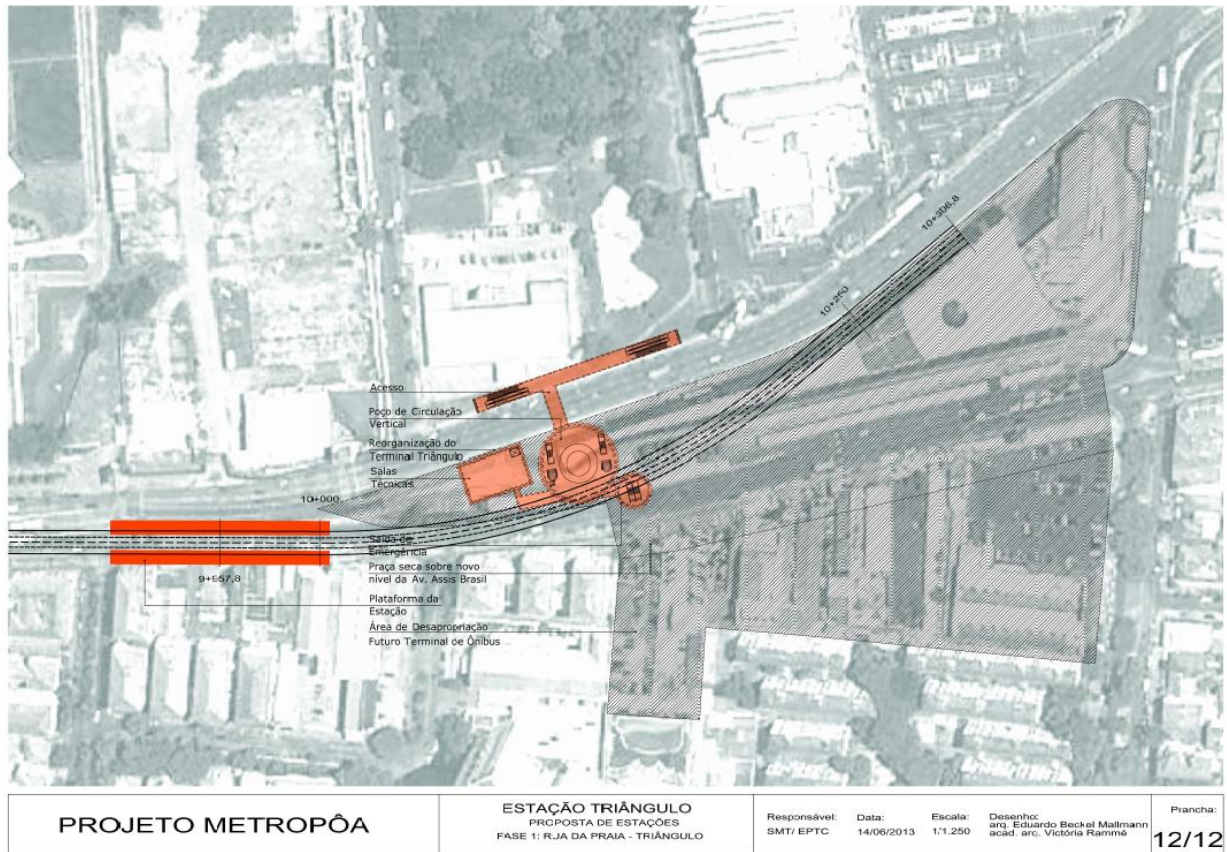 10+306,8
10+250
Acesso
Poço de Circulação
Vertical
Reorganização do
Terminal Triângulo
Salas
Técnicas
10+000
Saída de
Emergência
Praça seca sobre novo
nível da Av. Assis Brasil
9+957,8
Plataforma da
Estação
Área de Desapropriação
Futuro Terminal de Ônibus
PROJETO METROPÔA
ESTAÇÃO TRIÂNGULO
PROPOSTA DE ESTAÇÕES
FASE 1: RUA DA PRAIA - TRIÂNGULO
Responsável:
SMT/ EPTC
Data:
14/06/2013
Escala:
1:1.250
Desenho:
arq. Eduardo Beckel Mallmann
acad. arq. Victória Rammé
Prancha:
12/12